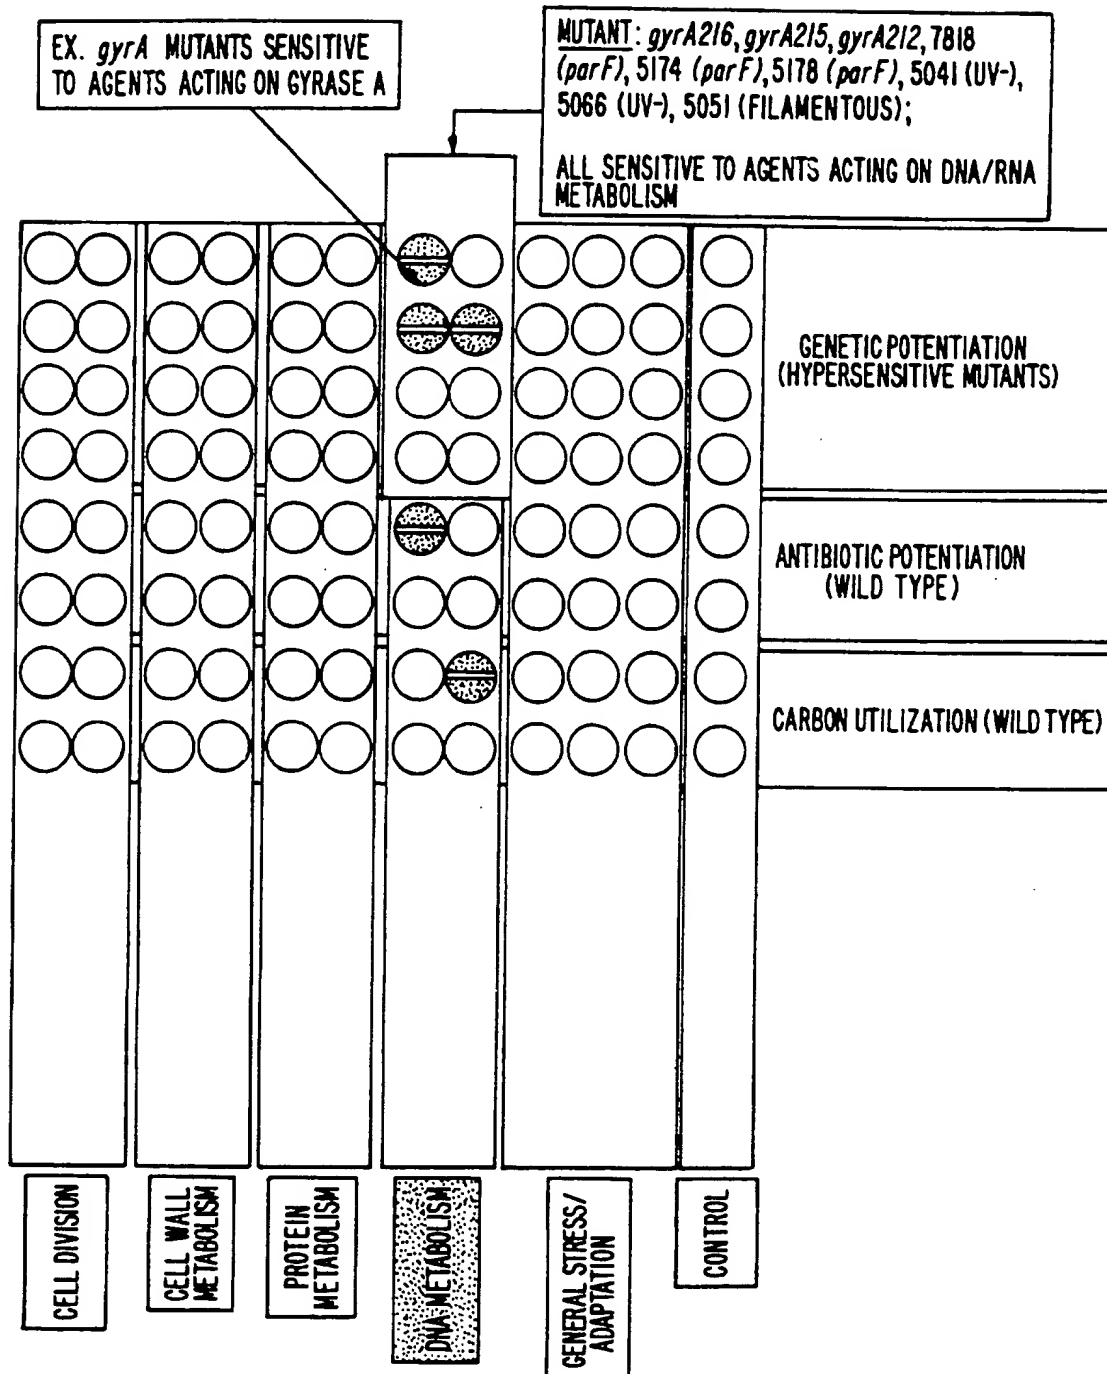 EX. gyrA MUTANTS SENSITIVE
TO AGENTS ACTING ON GYRASE A
MUTANT: gyrA216, gyrA215, gyrA212, 7818
(parF), 5174 (parF), 5178 (parF), 5041 (UV-),
5066 (UV-), 5051 (FILAMENTOUS);
ALL SENSITIVE TO AGENTS ACTING ON DNA/RNA
METABOLISM
GENETIC POTENTIATION
(HYPERSENSITIVE MUTANTS)
ANTIBIOTIC POTENTIATION
(WILD TYPE)
CARBON UTILIZATION (WILD TYPE)
CELL DIVISION
CELL WALL
METABOLISM
PROTEIN
METABOLISM
DNA METABOLISM
GENERAL STRESS/
ADAPTATION
CONTROL